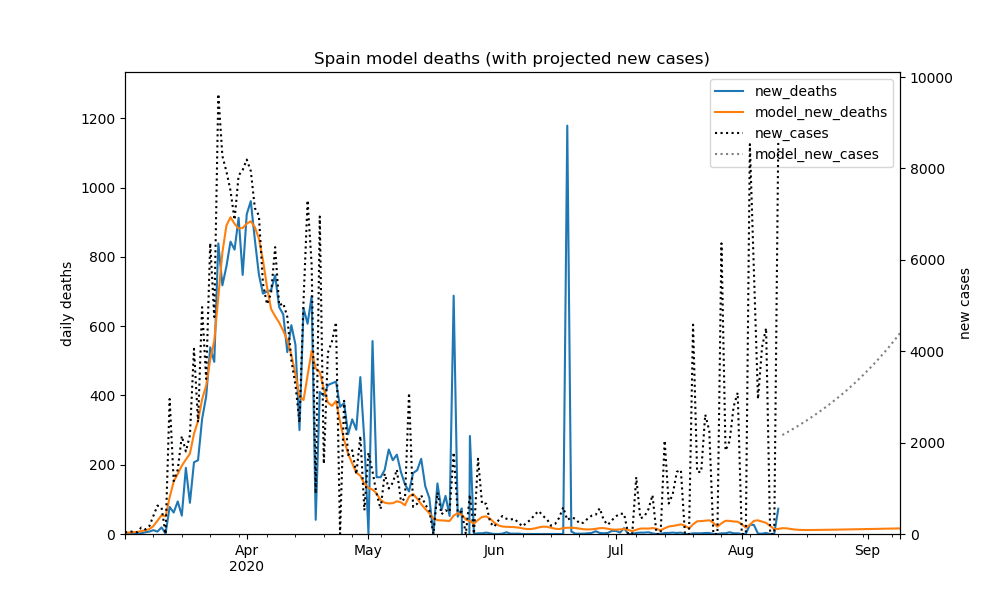 Spain model deaths (with projected new cases)
new_deaths
model_new_deaths
new_cases
model_new_cases
daily deaths
1200
1000
800
600
400
200
0
10000
8000
6000
4000
2000
0
new cases
Apr
2020
May
Jun
Jul
Aug
Sep